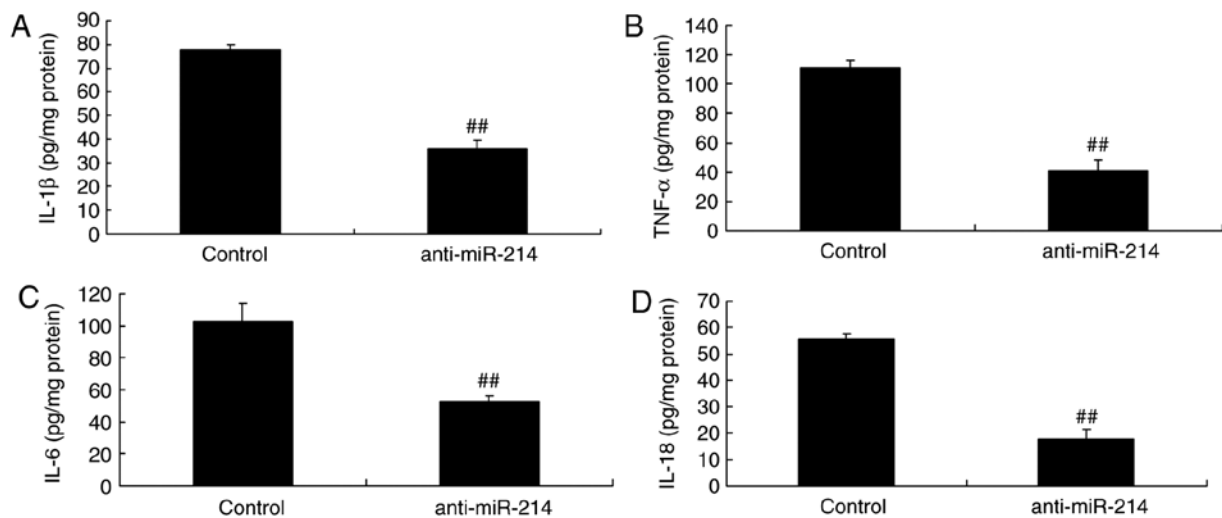 A
IL-1β (pg/mg protein)
90
80
70
60
50
40
30
20
10
0
##
Control
anti-miR-214
B
TNF-α (pg/mg protein)
140
120
100
80
60
40
20
0
##
Control
anti-miR-214
C
IL-6 (pg/mg protein)
120
100
80
60
40
20
0
##
Control
anti-miR-214
D
IL-18 (pg/mg protein)
70
60
50
40
30
20
10
0
##
Control
anti-miR-214